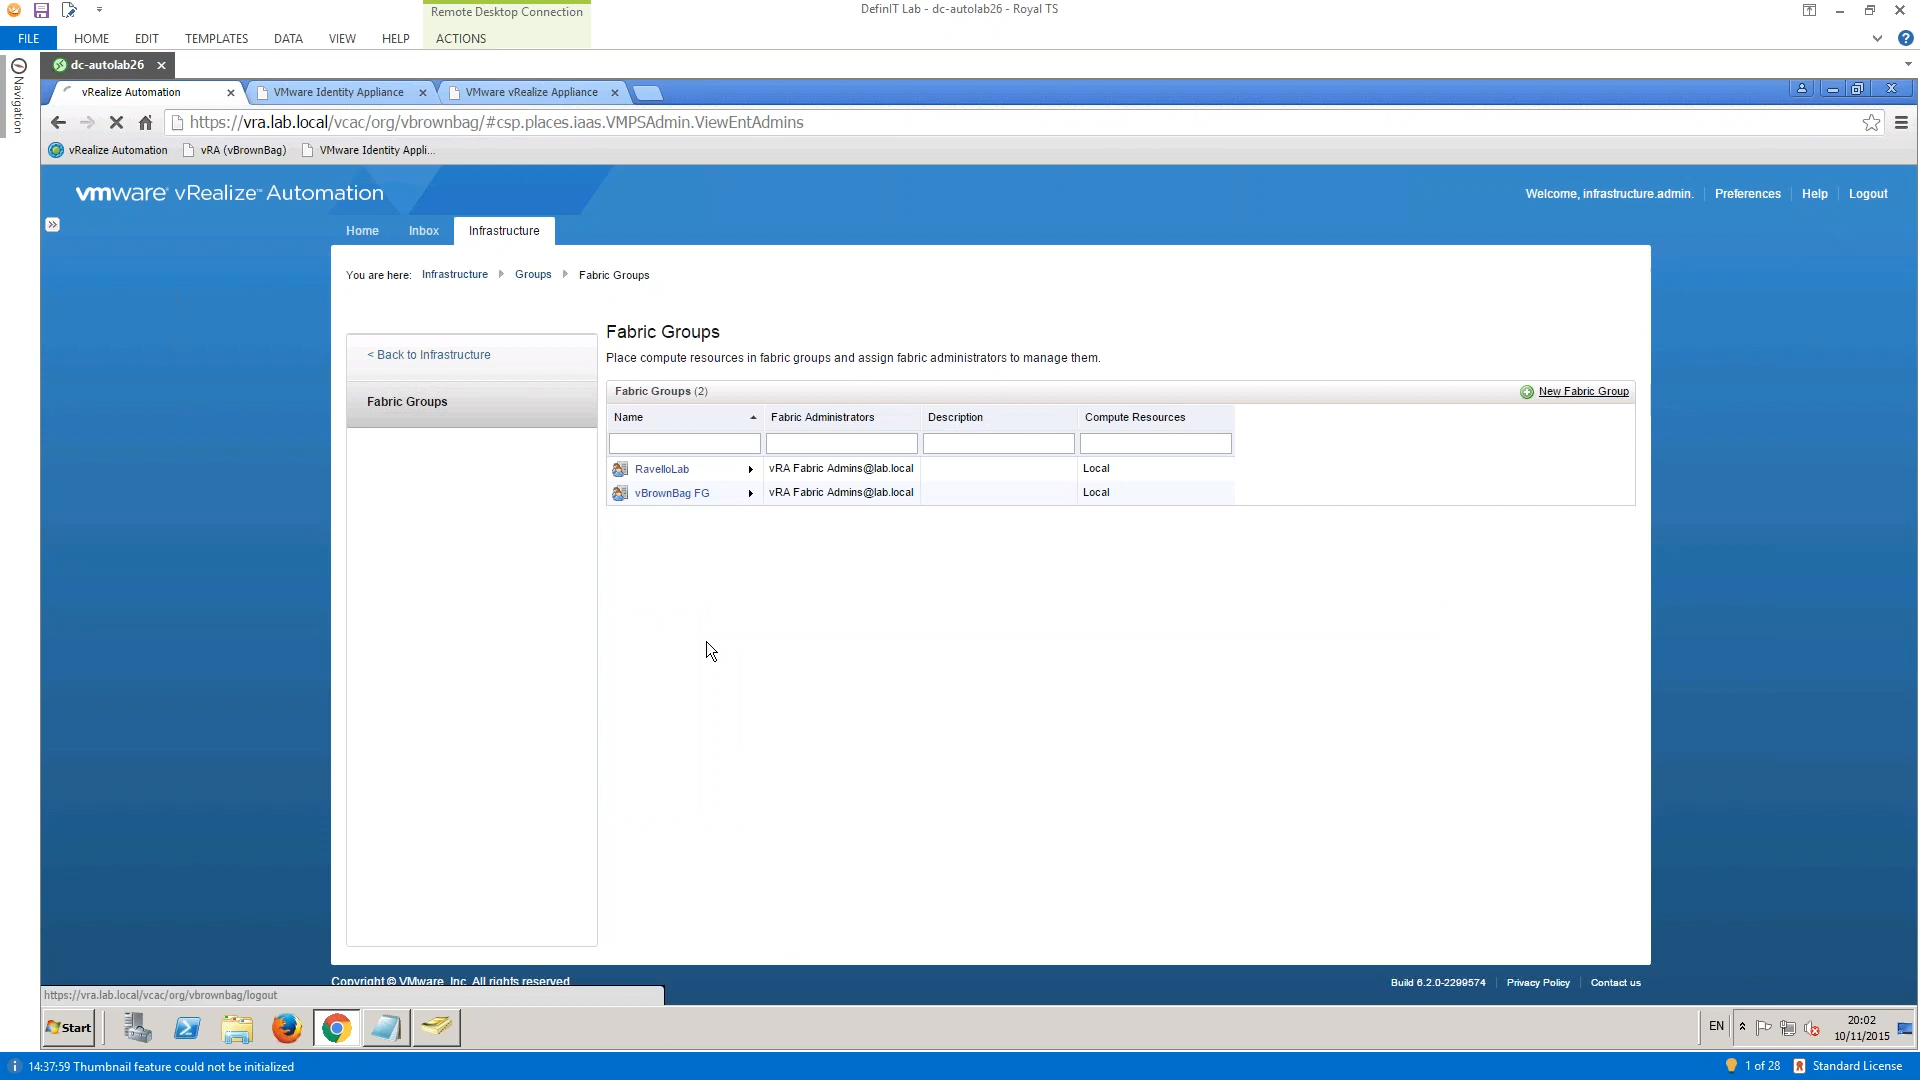 Remote Desktop Connection
DefinIT Lab - dc-autolab26 - Royal TS
FILE HOME EDIT TEMPLATES DATA VIEW HELP ACTIONS
Navigation
dc-autolab26
vRealize Automation
VMware Identity Appliance
VMware vRealize Appliance
https://vra.lab.local/vcac/org/vbrownbag/#csp.places.iaas.VMPSAdmin.ViewEntAdmins
vRealize Automation vRA (vBrownBag) VMware Identity Appli...
vmware vRealize™ Automation
Welcome, infrastructure.admin. Preferences Help Logout
Home Inbox Infrastructure
You are here: Infrastructure Groups Fabric Groups
< Back to Infrastructure
Fabric Groups
Fabric Groups
Place compute resources in fabric groups and assign fabric administrators to manage them.
Fabric Groups (2) New Fabric Group
Name Fabric Administrators Description Compute Resources
RavelloLab vRA Fabric Admins@lab.local Local
vBrownBag FG vRA Fabric Admins@lab.local Local
Copyright © VMware, Inc. All rights reserved
Build 6.2.0-2299574 Privacy Policy Contact us
https://vra.lab.local/vcac/org/vbrownbag/logout
Start
EN
20:02
10/11/2015
14:37:59 Thumbnail feature could not be initialized
1 of 28 Standard License